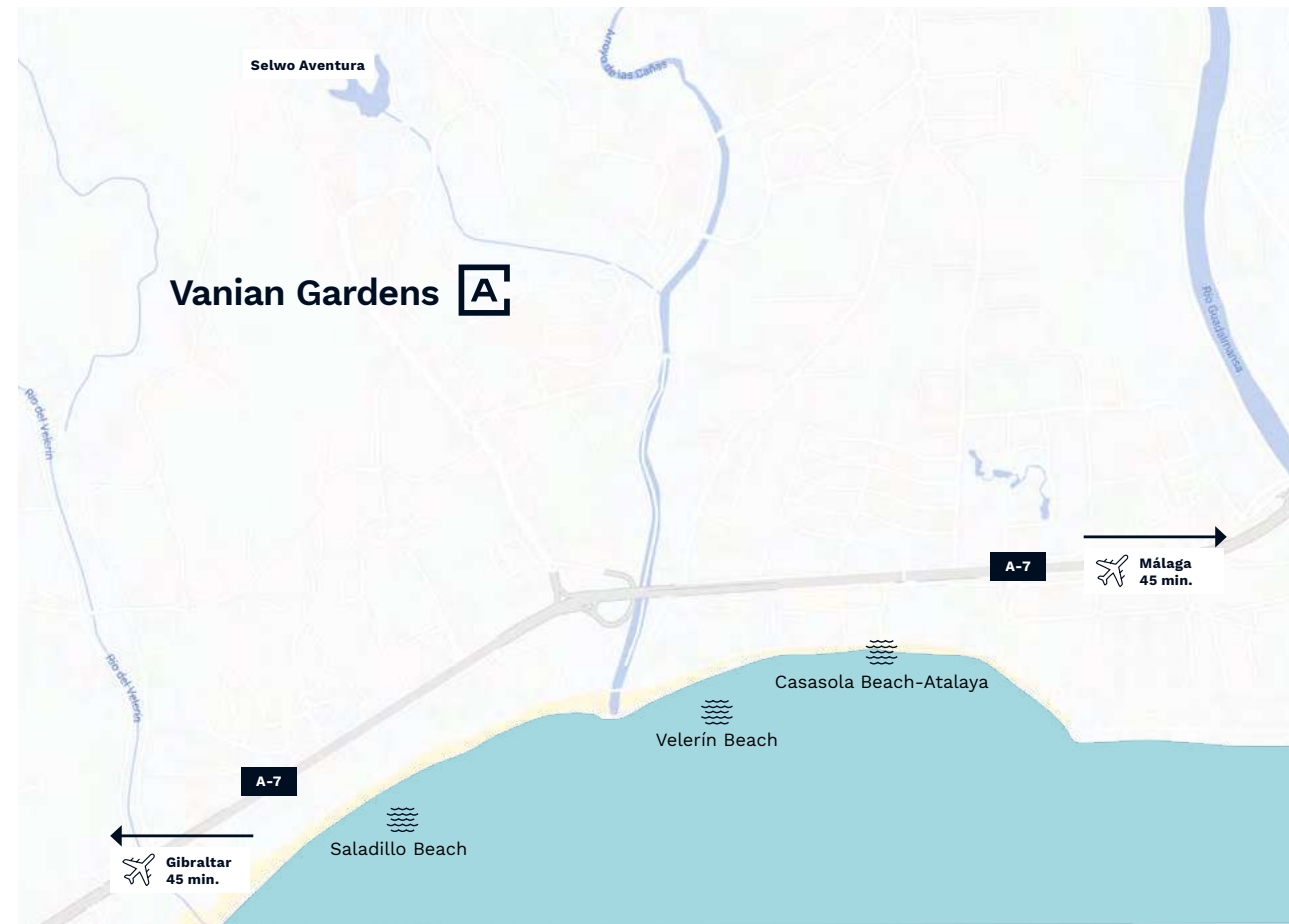 Selwo Aventura
Arroyo de las Cañas
Vanian Gardens A
Río Guadalmansa
Río del Velerín
A-7
Málaga
45 min.
Río del Velerín
Casasola Beach-Atalaya
Velerín Beach
A-7
Saladillo Beach
Gibraltar
45 min.